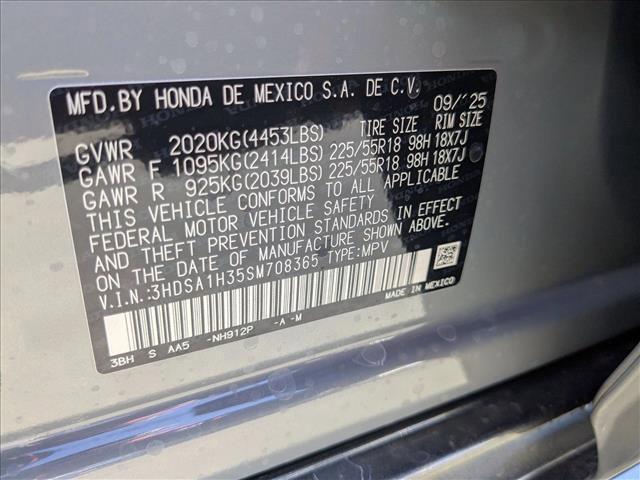 MFD.BY HONDA DE MEXICO S.A. DE C.V. 09/'25
GVWR 2020KG(4453LBS) TIRE SIZE RIM SIZE
GAWR F 1095KG(2414LBS) 225/55R18 98H 18X7J
GAWR R 925KG(2039LBS) 225/55R18 98H 18X7J
THIS VEHICLE CONFORMS TO ALL APPLICABLE
FEDERAL MOTOR VEHICLE SAFETY
AND THEFT PREVENTION STANDARDS IN EFFECT
ON THE DATE OF MANUFACTURE SHOWN ABOVE.
V.I.N.:3HDSA1H35SM708365 TYPE:MPV
MADE IN MEXICO
3BH S AA5 -NH912P -A -M